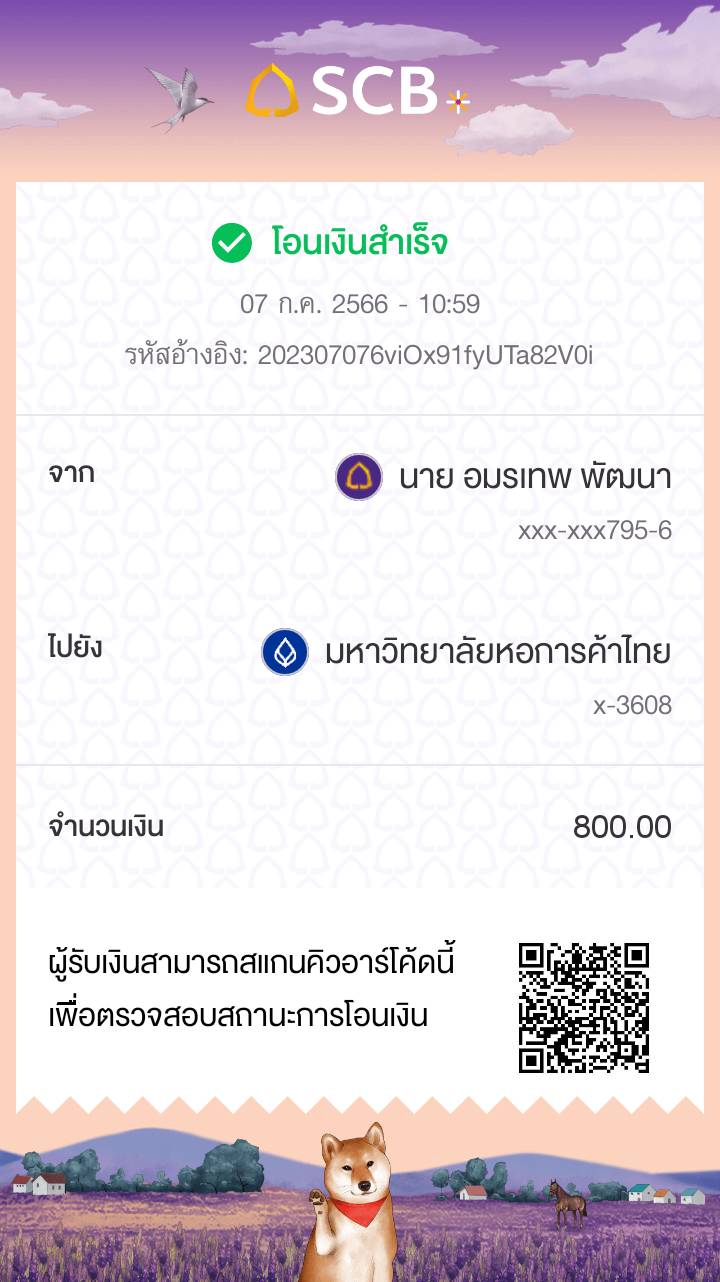 SCB
โอนเงินสำเร็จ
07 ก.ค. 2566 - 10:59
รหัสอ้างอิง: 202307076viOx91fyUTa82V0i
จาก
นาย อมรเทพ พัฒนา
xxx-xxx795-6
ไปยัง
มหาวิทยาลัยหอการค้าไทย
x-3608
จำนวนเงิน
800.00
ผู้รับเงินสามารถสแกนคิวอาร์โค้ดนี้
เพื่อตรวจสอบสถานะการโอนเงิน